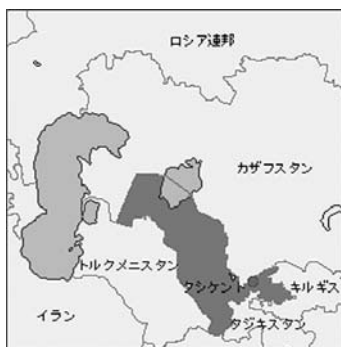 ロシア連邦
カザフスタン
トルクメニスタン
タシケント
キルギス
イラン
タジキスタン